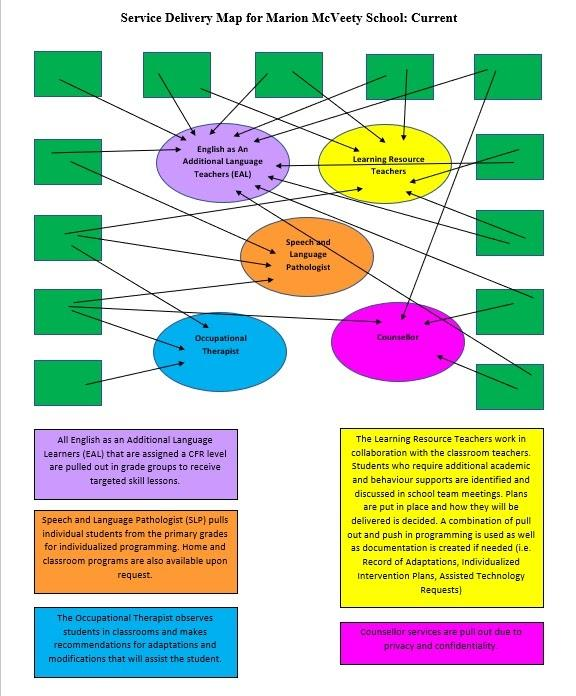 Service Delivery Map for Marion McVeety School: Current
English as An
Additional Language
Teachers (EAL)
Learning Resource
Teachers
Speech and
Language
Pathologist
Occupational
Therapist
Counsellor
All English as an Additional Language
Learners (EAL) that are assigned a CFR level
are pulled out in grade groups to receive
targeted skill lessons.
Speech and Language Pathologist (SLP) pulls
individual students from the primary grades
for individualized programming. Home and
classroom programs are also available upon
request.
The Occupational Therapist observes
students in classrooms and makes
recommendations for adaptations and
modifications that will assist the student.
The Learning Resource Teachers work in
collaboration with the classroom teachers.
Students who require additional academic
and behaviour supports are identified and
discussed in school team meetings. Plans
are put in place and how they will be
delivered is decided. A combination of pull
out and push in programming is used as well
as documentation is created if needed (i.e.
Record of Adaptations, Individualized
Intervention Plans, Assisted Technology
Requests)
Counsellor services are pull out due to
privacy and confidentiality.